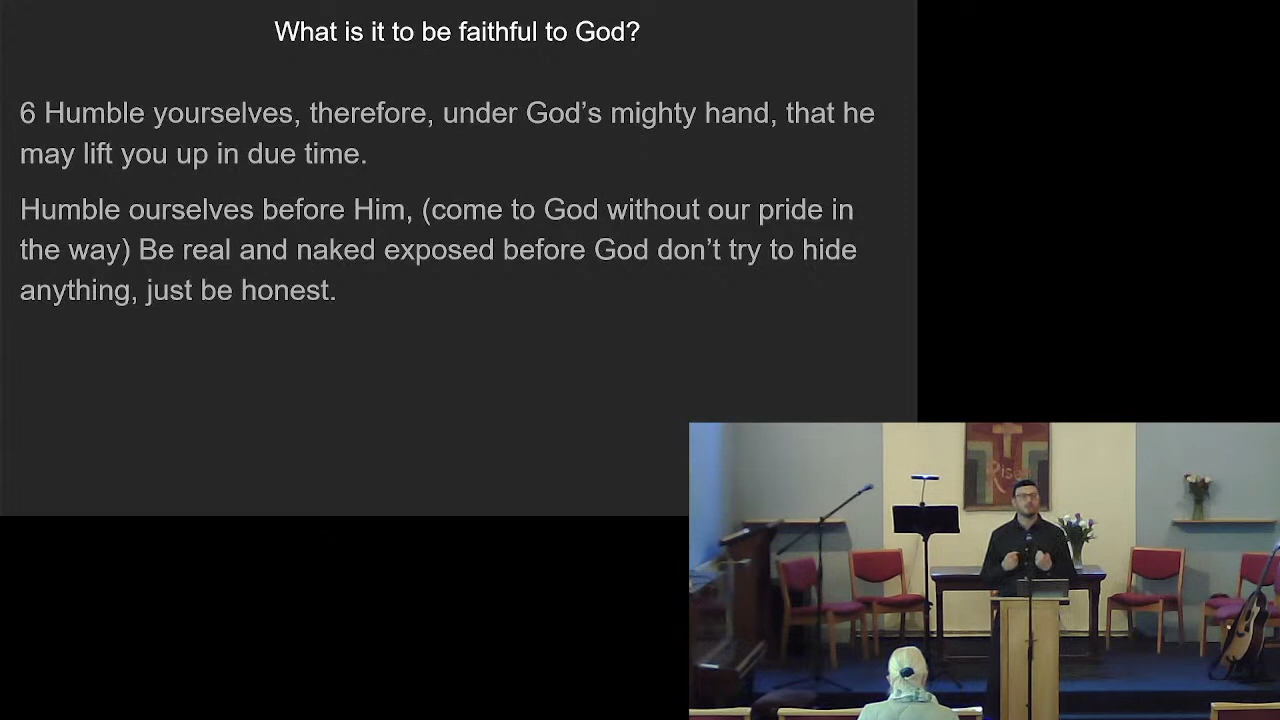 What is it to be faithful to God?
6 Humble yourselves, therefore, under God’s mighty hand, that he
may lift you up in due time.
Humble ourselves before Him, (come to God without our pride in
the way) Be real and naked exposed before God don’t try to hide
anything, just be honest.
Risen